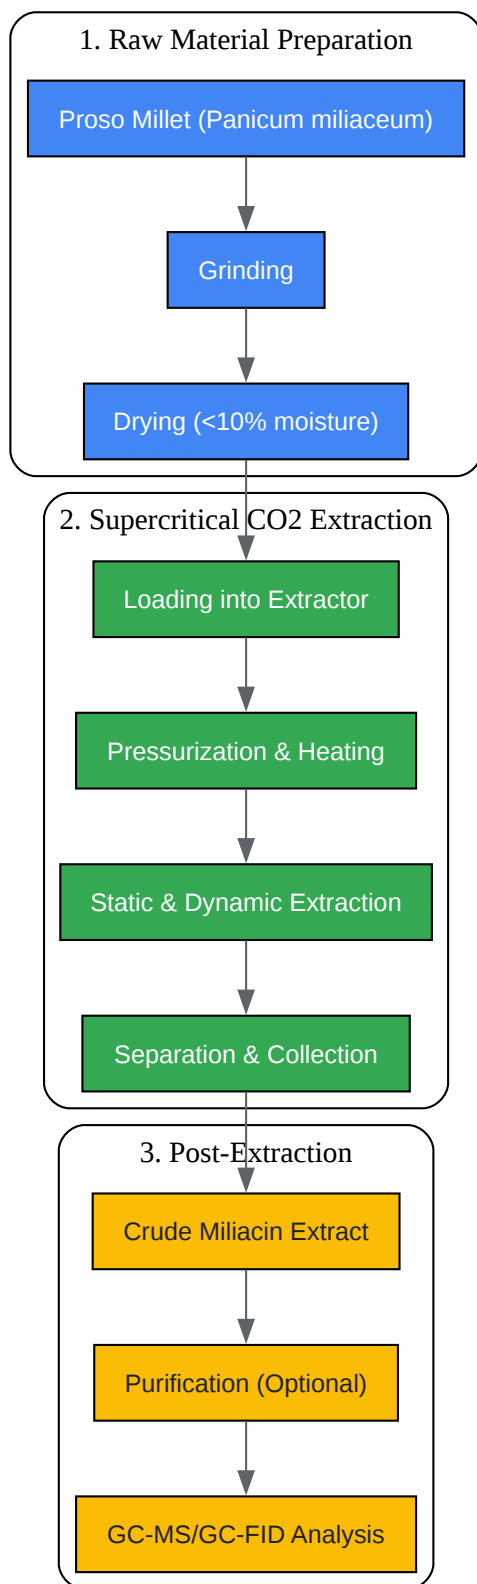 1. Raw Material Preparation
Proso Millet (Panicum miliaceum)
Grinding
Drying (<10% moisture)
2. Supercritical CO2 Extraction
Loading into Extractor
Pressurization & Heating
Static & Dynamic Extraction
Separation & Collection
3. Post-Extraction
Crude Miliacin Extract
Purification (Optional)
GC-MS/GC-FID Analysis